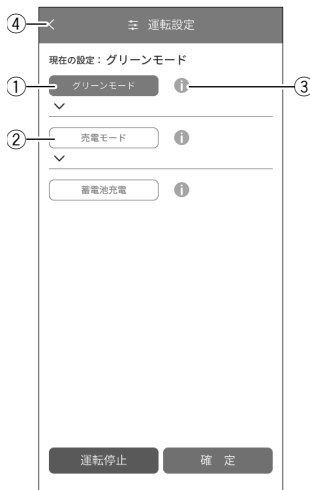 ④
運転設定
現在の設定：グリーンモード
① グリーンモード i ③
② 売電モード i
蓄電池充電 i
運転停止 確 定